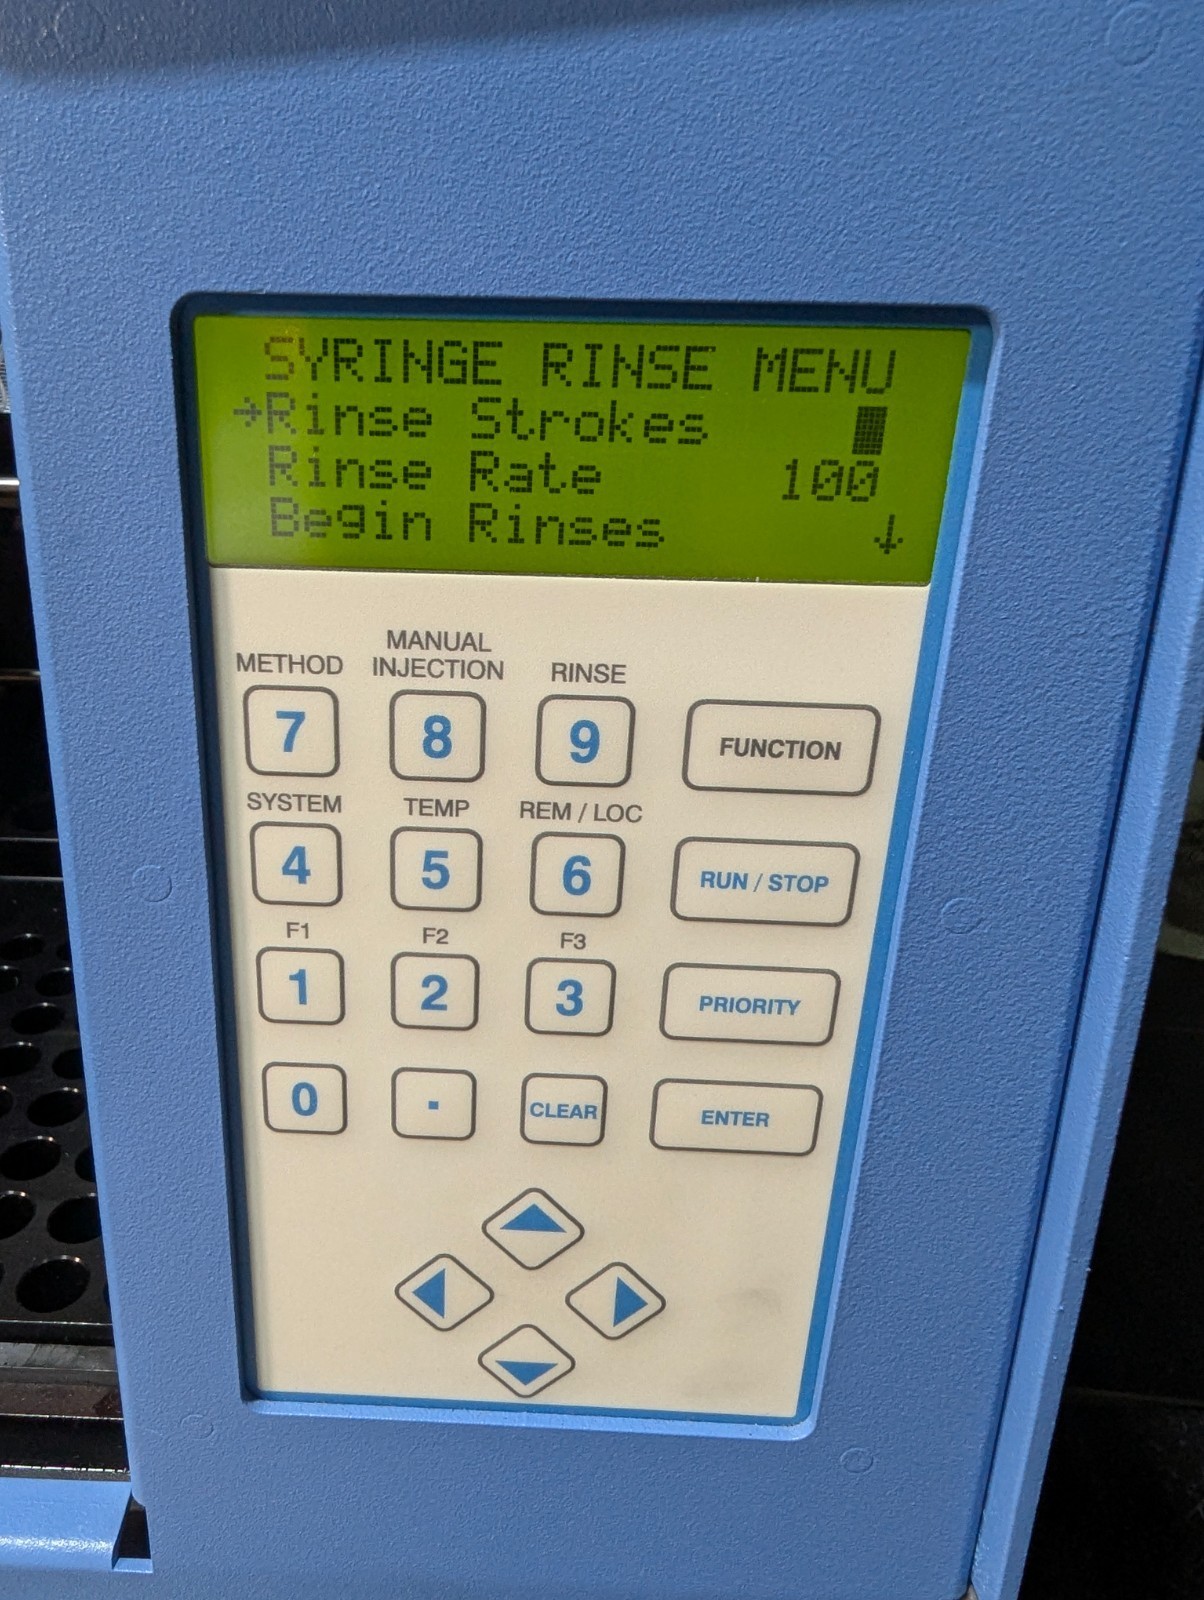 SYRINGE RINSE MENU
→Rinse Strokes
Rinse Rate 100
Begin Rinses ↓
METHOD MANUAL INJECTION RINSE
7 8 9 FUNCTION
SYSTEM TEMP REM / LOC
4 5 6 RUN / STOP
F1 F2 F3
1 2 3 PRIORITY
0 . CLEAR ENTER